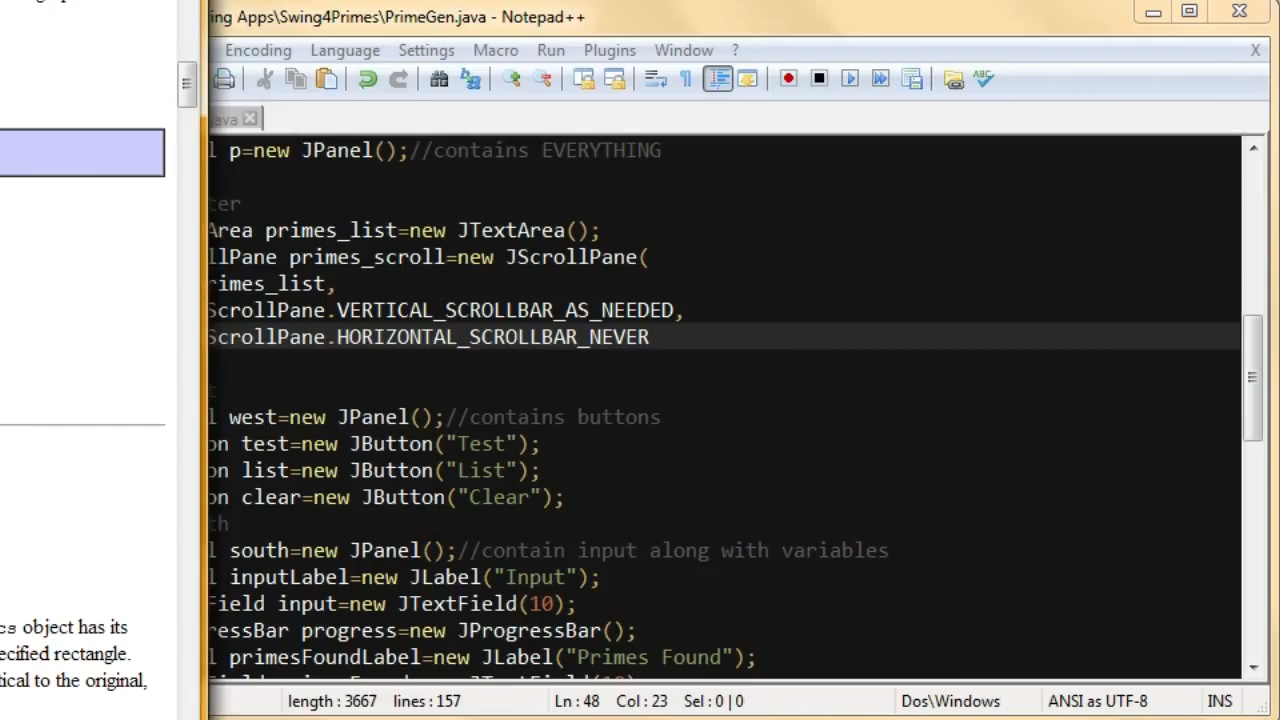 ing Apps\Swing4Primes\PrimeGen.java - Notepad++
Encoding Language Settings Macro Run Plugins Window ? X
ava
l p=new JPanel();//contains EVERYTHING
ter
Area primes_list=new JTextArea();
llPane primes_scroll=new JScrollPane(
rimes_list,
ScrollPane.VERTICAL_SCROLLBAR_AS_NEEDED,
ScrollPane.HORIZONTAL_SCROLLBAR_NEVER
t
l west=new JPanel();//contains buttons
on test=new JButton("Test");
on list=new JButton("List");
on clear=new JButton("Clear");
th
l south=new JPanel();//contain input along with variables
l inputLabel=new JLabel("Input");
Field input=new JTextField(10);
ressBar progress=new JProgressBar();
l primesFoundLabel=new JLabel("Primes Found");
cs object has its
ecified rectangle.
tical to the original,
length : 3667 lines : 157 Ln : 48 Col : 23 Sel : 0 | 0 Dos\Windows ANSI as UTF-8 INS